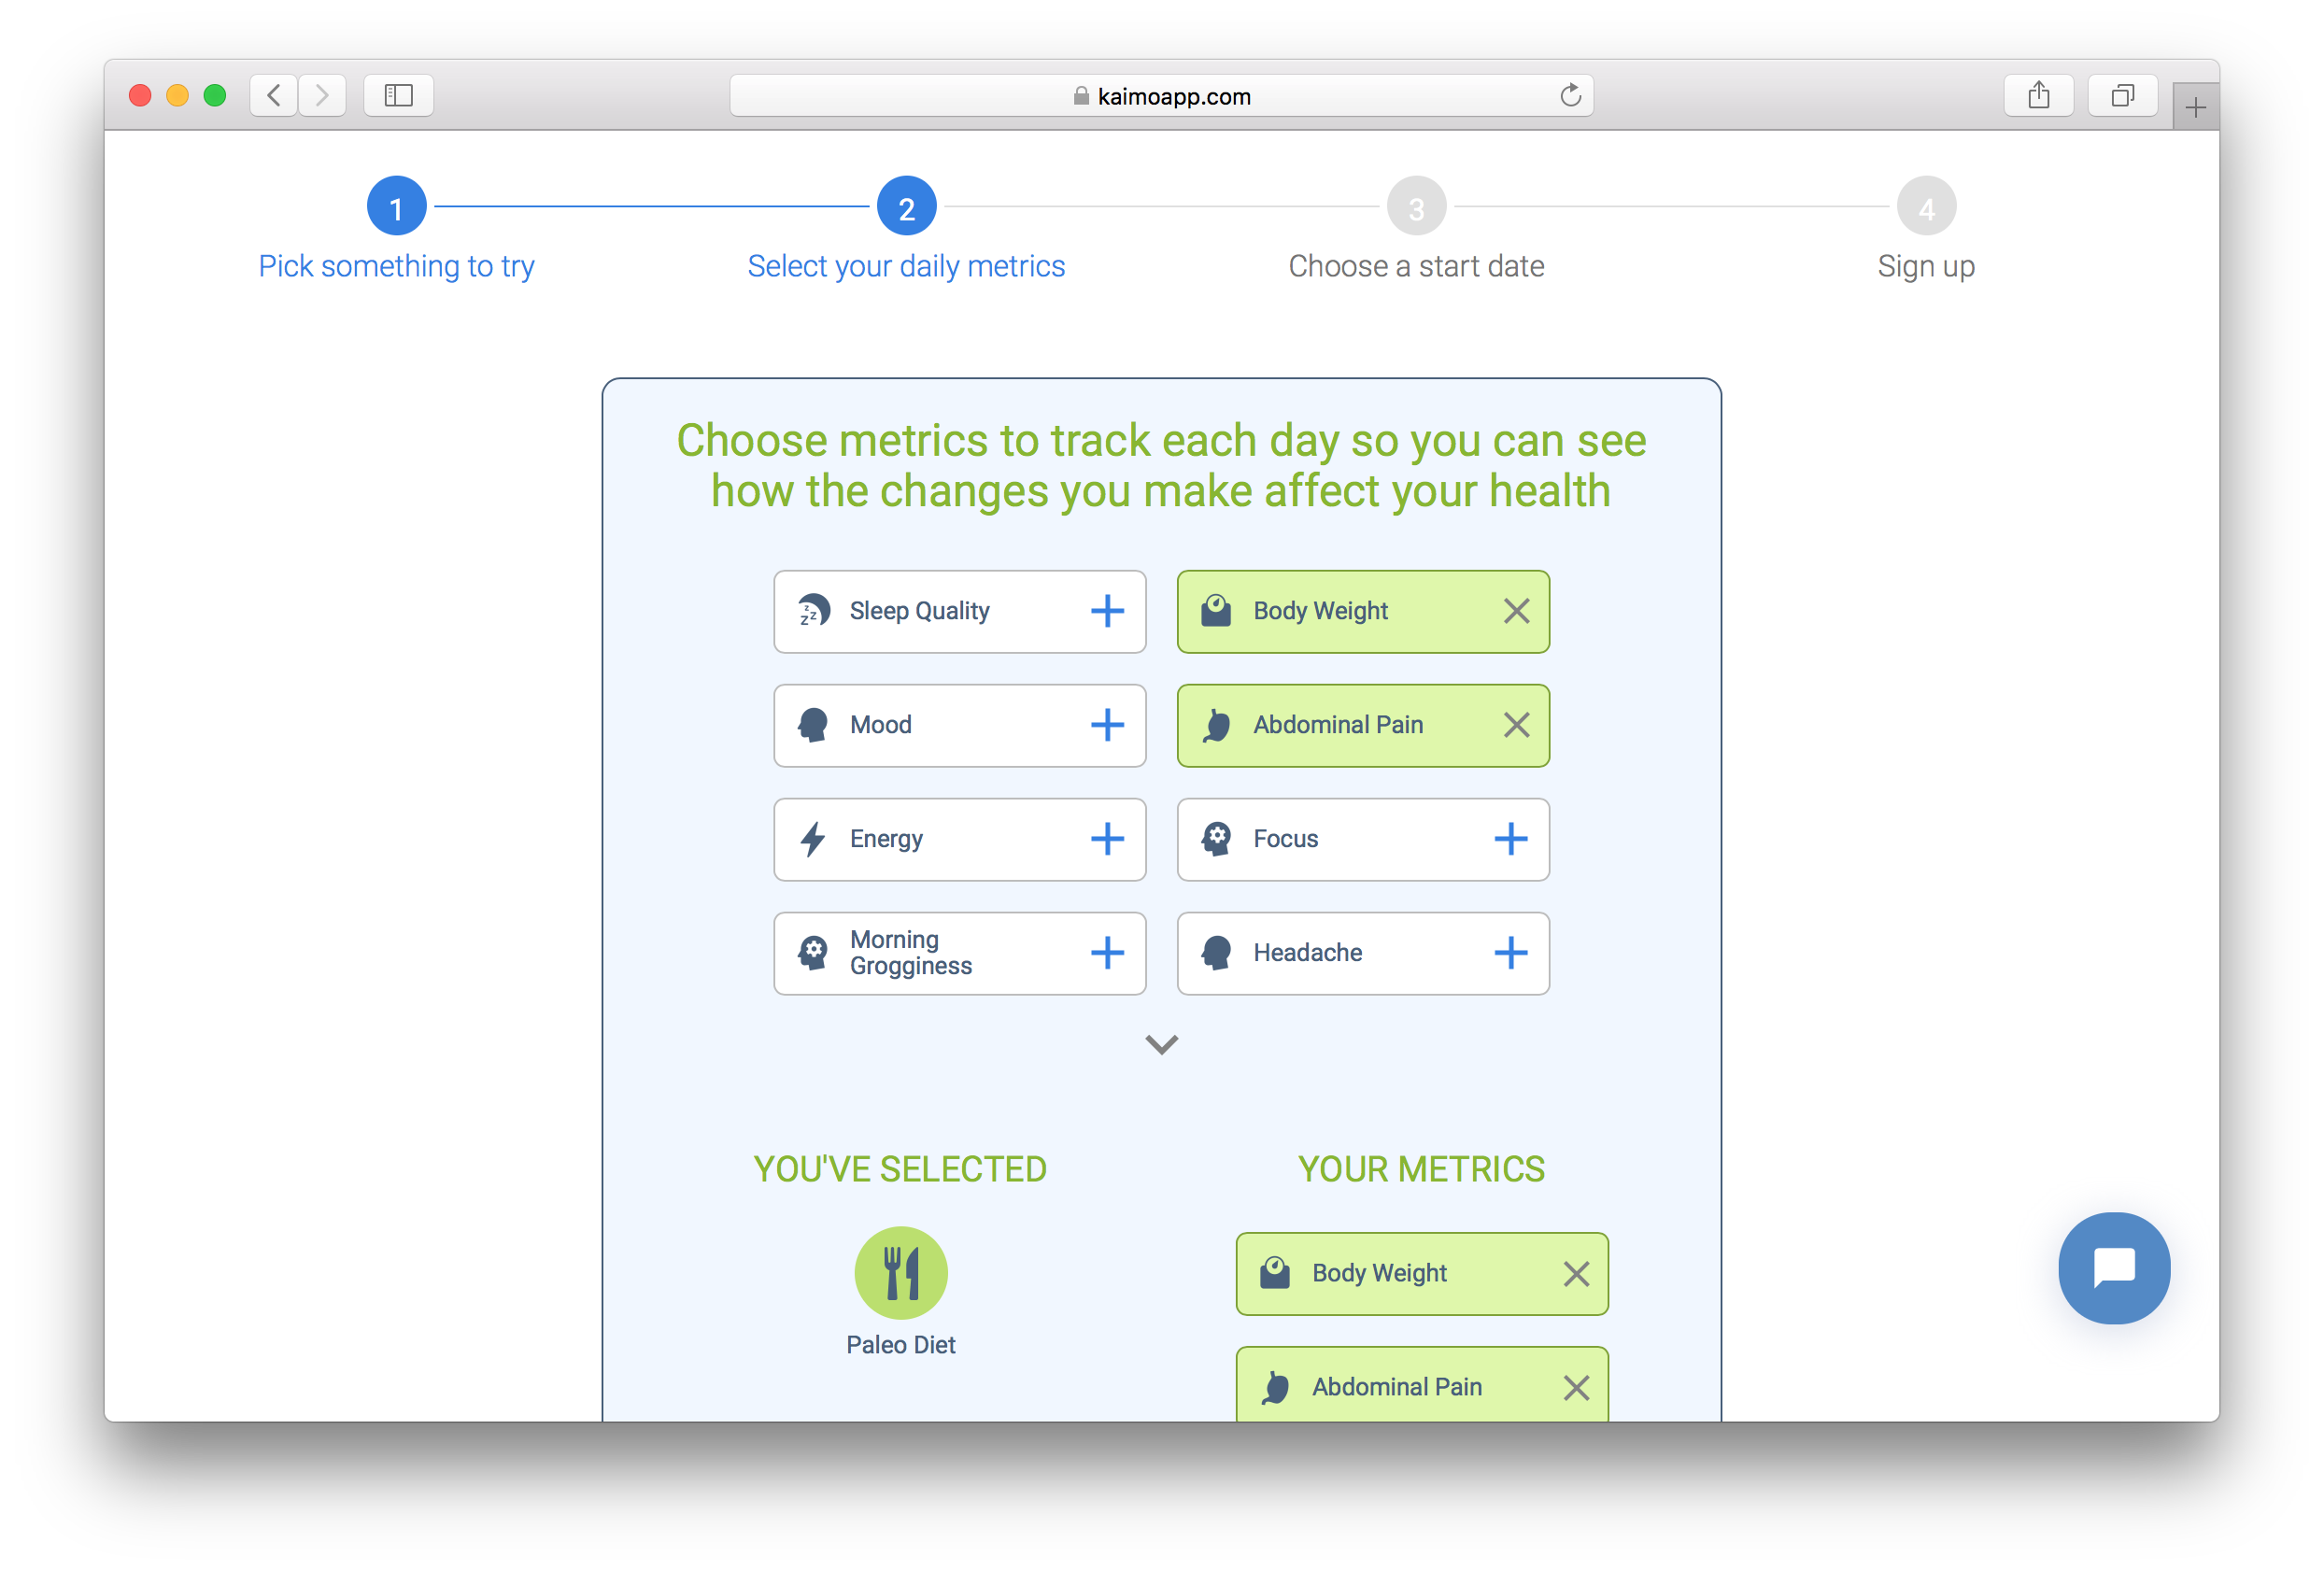 kaimoapp.com
1
2
3
4
Pick something to try
Select your daily metrics
Choose a start date
Sign up
Choose metrics to track each day so you can see
how the changes you make affect your health
Sleep Quality
Body Weight
Mood
Abdominal Pain
Energy
Focus
Morning
Grogginess
Headache
YOU'VE SELECTED
YOUR METRICS
Paleo Diet
Body Weight
Abdominal Pain